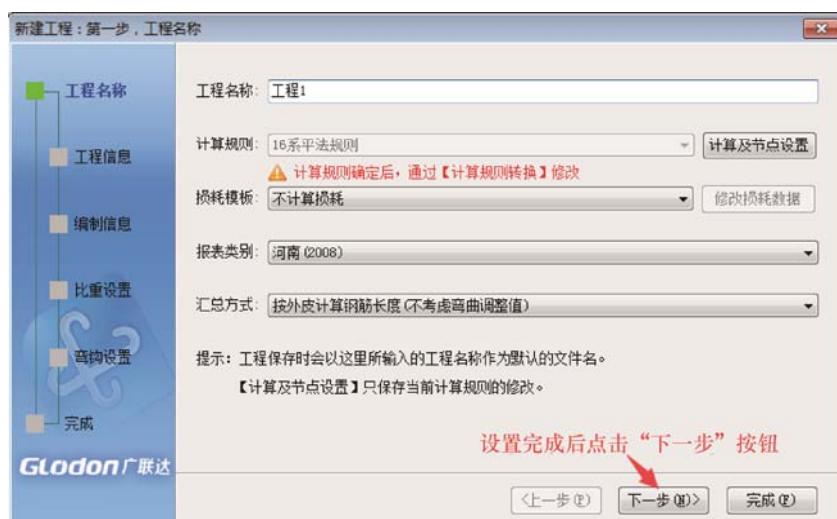 新建工程：第一步，工程名称
工程名称
工程信息
编制信息
比重设置
弯钩设置
完成
Glodon广联达
工程名称: 工程1
计算规则: 16系平法规则 计算及节点设置
计算规则确定后，通过【计算规则转换】修改
损耗模板: 不计算损耗 修改损耗数据
报表类别: 河南(2008)
汇总方式: 按外皮计算钢筋长度(不考虑弯曲调整值)
提示：工程保存时会以这里所输入的工程名称作为默认的文件名。
【计算及节点设置】只保存当前计算规则的修改。
设置完成后点击“下一步”按钮
<上一步(P) 下一步(N)> 完成(F)